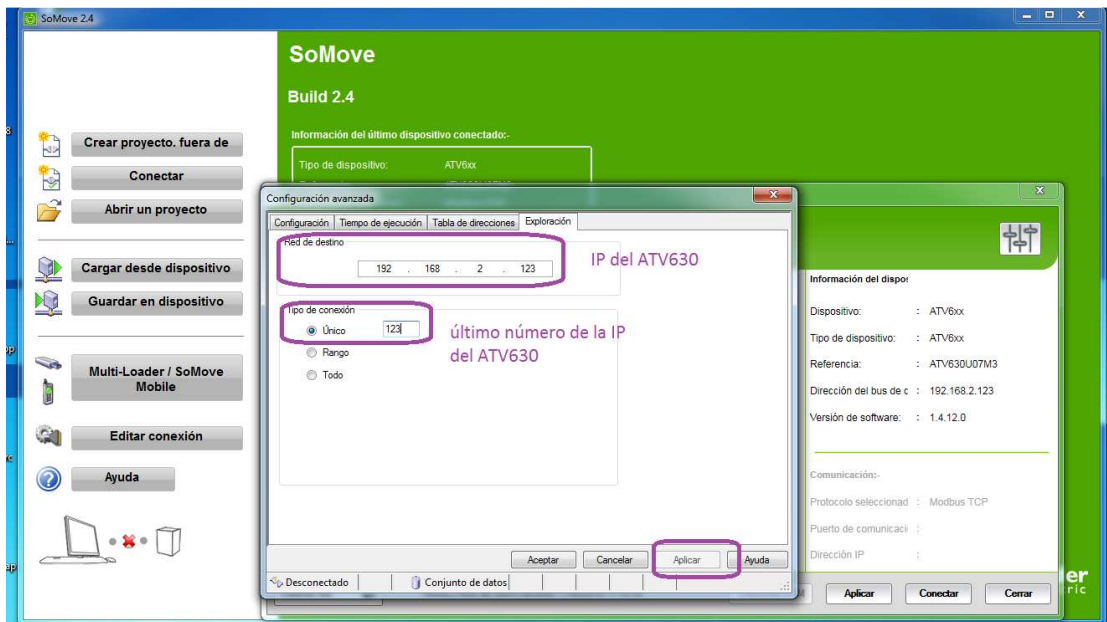 SoMove 2.4
SoMove
Build 2.4
Información del último dispositivo conectado:-
Tipo de dispositivo: ATV6xx
Crear proyecto. fuera de
Conectar
Abrir un proyecto
Cargar desde dispositivo
Guardar en dispositivo
Multi-Loader / SoMove
Mobile
Editar conexión
Ayuda
Configuración avanzada
Configuración Tiempo de ejecución Tabla de direcciones Exploración
Red de destino
192 . 168 . 2 . 123
IP del ATV630
Tipo de conexión
Único 123
último número de la IP
del ATV630
Rango
Todo
Aceptar Cancelar Aplicar Ayuda
Desconectado Conjunto de datos
Información del dispos
Dispositivo: : ATV6xx
Tipo de dispositivo: : ATV6xx
Referencia: : ATV630U07M3
Dirección del bus de c : 192.168.2.123
Versión de software: : 1.4.12.0
Comunicación:-
Protocolo seleccionad : Modbus TCP
Puerto de comunicaci :
Dirección IP :
Aplicar Conectar Cerrar